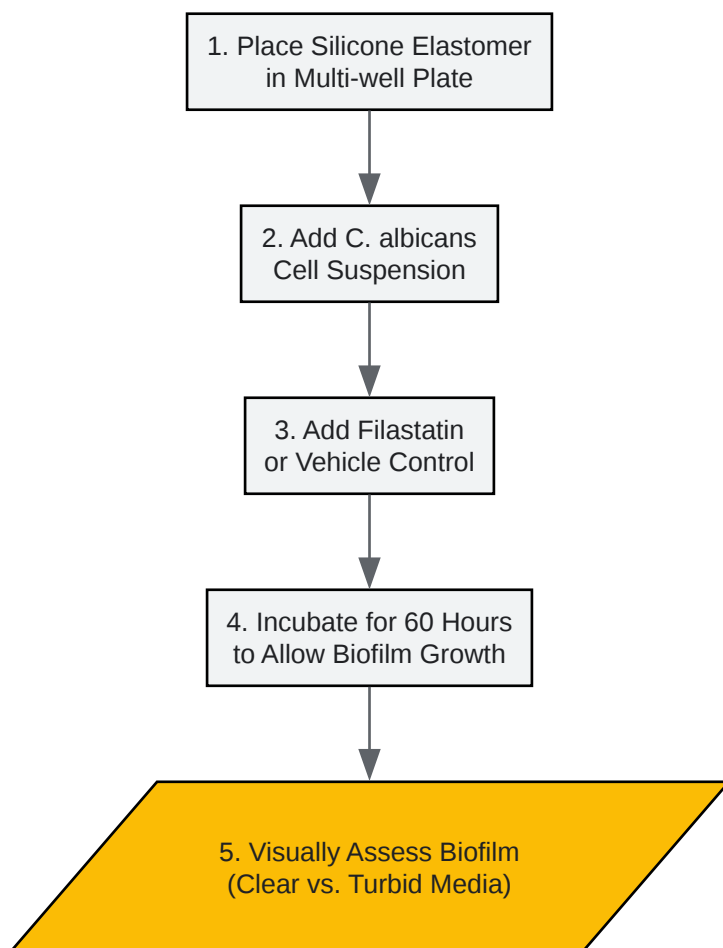 1. Place Silicone Elastomer
in Multi-well Plate
2. Add C. albicans
Cell Suspension
3. Add Filastatin
or Vehicle Control
4. Incubate for 60 Hours
to Allow Biofilm Growth
5. Visually Assess Biofilm
(Clear vs. Turbid Media)